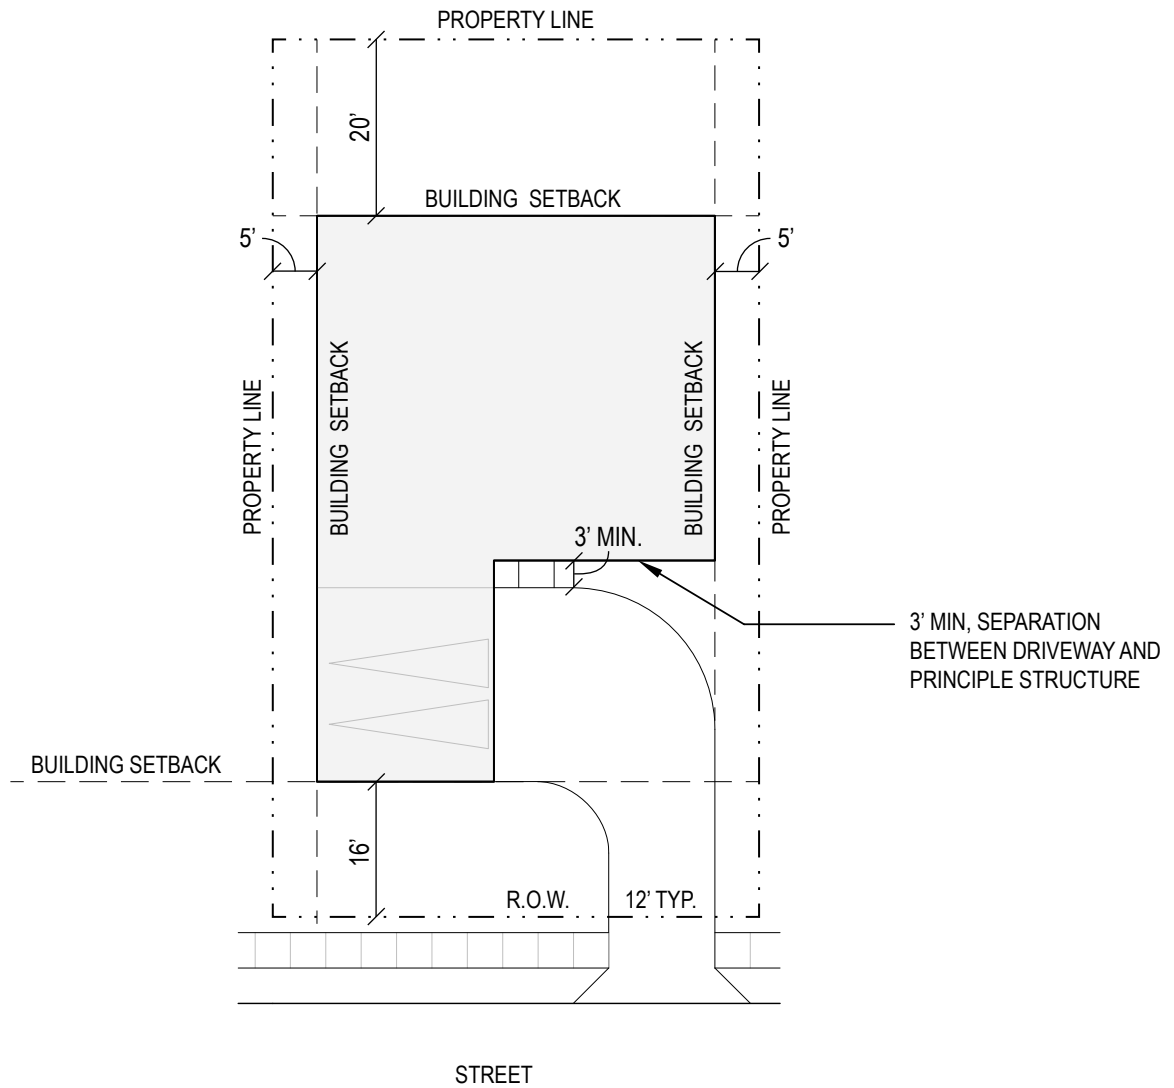 PROPERTY LINE
20’
BUILDING SETBACK
5’
5’
BUILDING SETBACK
BUILDING SETBACK
PROPERTY LINE
PROPERTY LINE
3’ MIN.
3’ MIN, SEPARATION
BETWEEN DRIVEWAY AND
PRINCIPLE STRUCTURE
BUILDING SETBACK
16’
R.O.W.
12’ TYP.
STREET